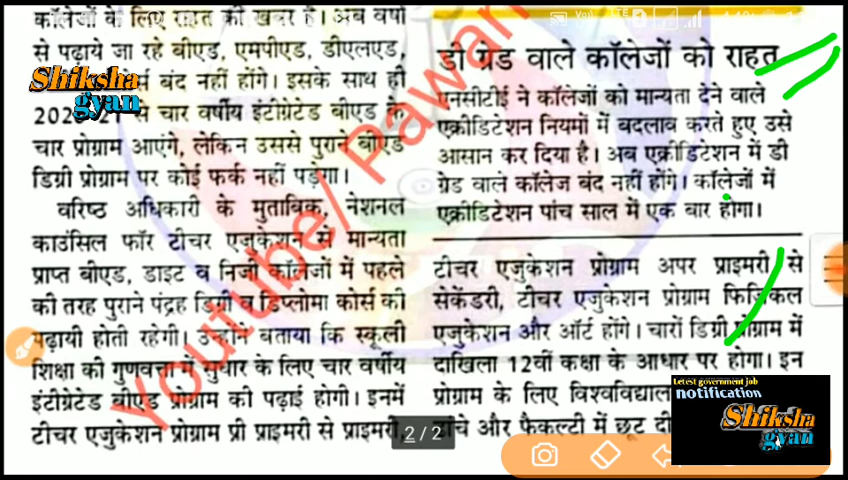 कॉलेजों के लिए राहत की खबर है। अब वर्षों
से पढ़ाये जा रहे बीएड, एमपीएड, डीएलएड,
र्स बंद नहीं होंगे। इसके साथ ही
से चार वर्षीय इंटीग्रेटेड बीएड के
चार प्रोग्राम आएंगे, लेकिन उससे पुराने बीएड
डिग्री प्रोग्राम पर कोई फर्क नहीं पड़ेगा।
वरिष्ठ अधिकारी के मुताबिक, नेशनल
काउंसिल फॉर टीचर एजुकेशन से मान्यता
प्राप्त बीएड, डाइट व निजी कॉलेजों में पहले
की तरह पुराने पंद्रह डिग्री व डिप्लोमा कोर्स की
पढ़ायी होती रहेगी। उन्होंने बताया कि स्कूली
शिक्षा की गुणवत्ता में सुधार के लिए चार वर्षीय
इंटीग्रेटेड बीएड प्रोग्राम की पढ़ाई होगी। इनमें
टीचर एजुकेशन प्रोग्राम प्री प्राइमरी से प्राइमरी,
डी ग्रेड वाले कॉलेजों को राहत
एनसीटीई ने कॉलेजों को मान्यता देने वाले
एक्रीडिटेशन नियमों में बदलाव करते हुए उसे
आसान कर दिया है। अब एक्रीडिटेशन में डी
ग्रेड वाले कॉलेज बंद नहीं होंगे। कॉलेजों में
एक्रीडिटेशन पांच साल में एक बार होगा।
टीचर एजुकेशन प्रोग्राम अपर प्राइमरी से
सेकेंडरी, टीचर एजुकेशन प्रोग्राम फिजिकल
एजुकेशन और ऑर्ट होंगे। चारों डिग्री प्रोग्राम में
दाखिला 12वीं कक्षा के आधार पर होगा। इन
प्रोग्राम के लिए
और फैकल्टी में छूट
Shiksha
gyan
Youtube/ Pawan
2 / 2
Letest government job
notification
Shiksha
gyan